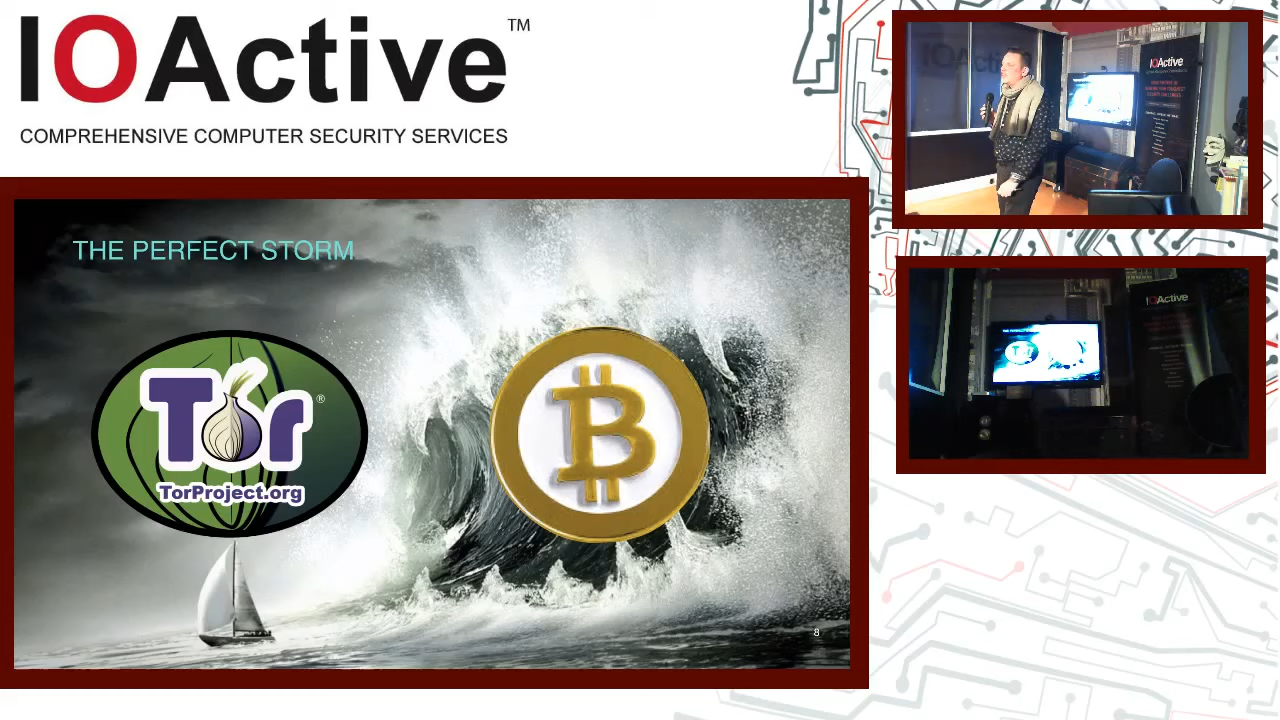 IOActive™
COMPREHENSIVE COMPUTER SECURITY SERVICES
THE PERFECT STORM
Tor®
TorProject.org
8
IOActive
IOActive